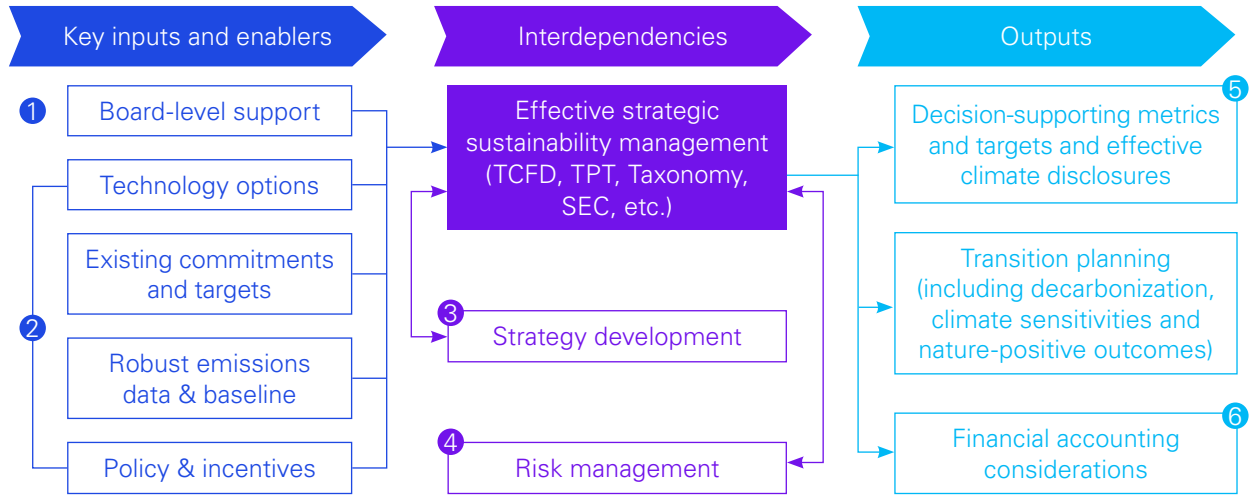 Key inputs and enablers
1
Board-level support
2
Technology options
Existing commitments
and targets
Robust emissions
data & baseline
Policy & incentives
Interdependencies
Effective strategic
sustainability management
(TCFD, TPT, Taxonomy,
SEC, etc.)
3
Strategy development
4
Risk management
Outputs
5
Decision-supporting metrics
and targets and effective
climate disclosures
Transition planning
(including decarbonization,
climate sensitivities and
nature-positive outcomes)
6
Financial accounting
considerations